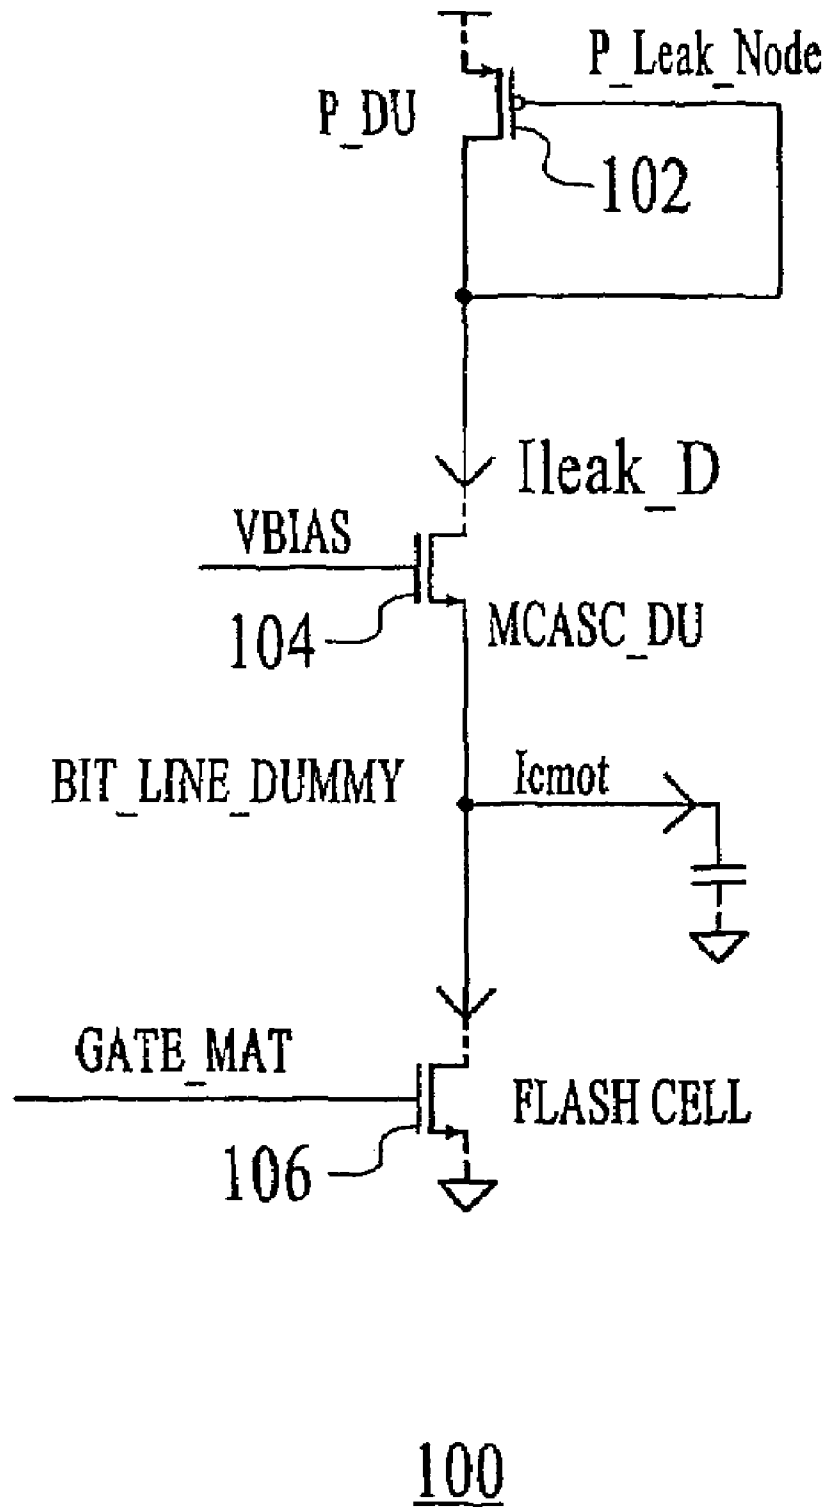 P_Leak_Node
P_DU
102
Ileak_D
VBIAS
104
MCASC_DU
BIT_LINE_DUMMY
Icmot
GATE_MAT
FLASH CELL
106
100